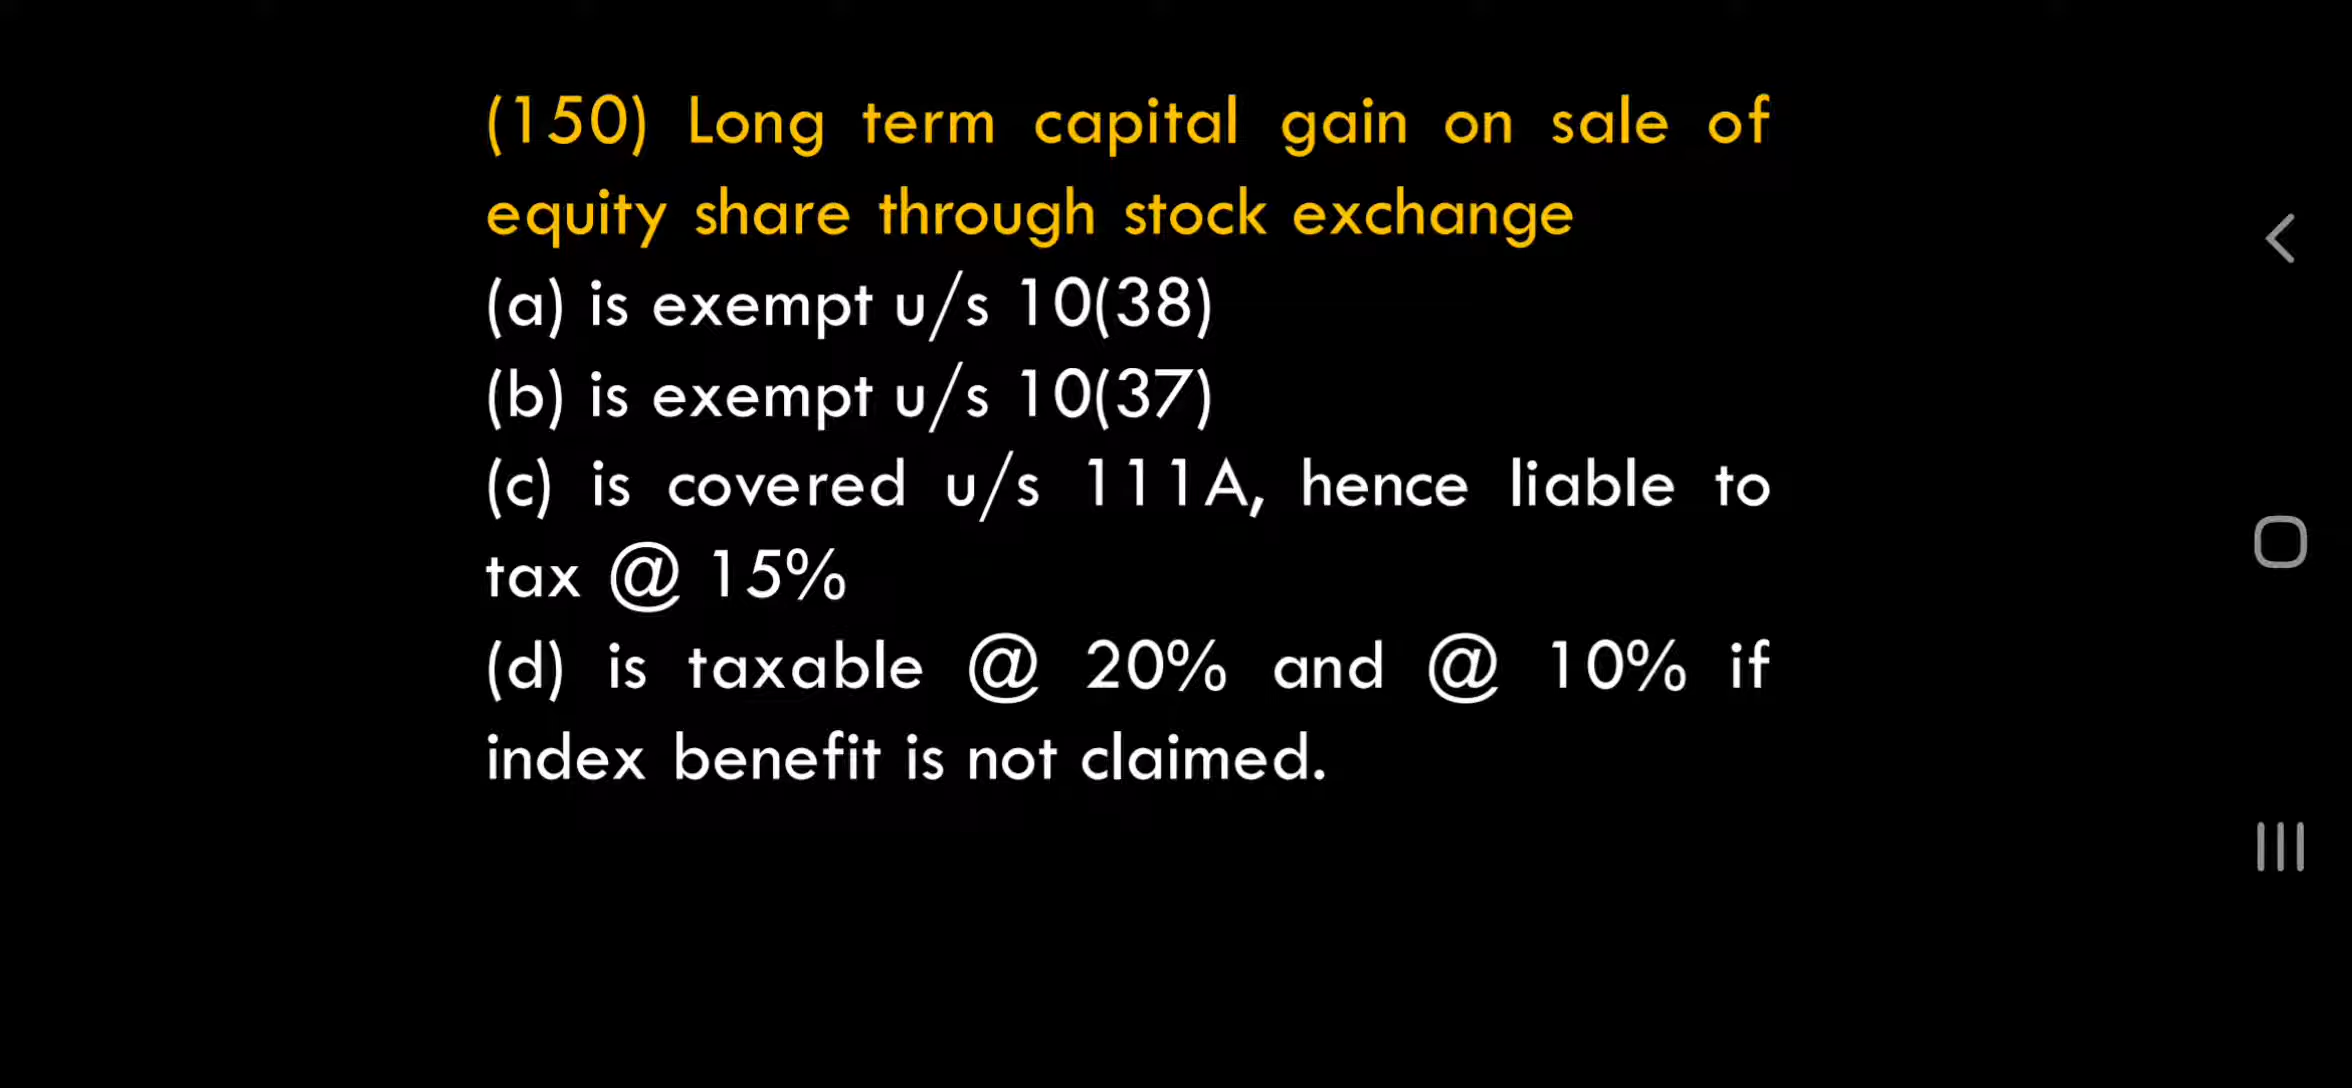 (150) Long term capital gain on sale of
equity share through stock exchange
(a) is exempt u/s 10(38)
(b) is exempt u/s 10(37)
(c) is covered u/s 111A, hence liable to
tax @ 15%
(d) is taxable @ 20% and @ 10% if
index benefit is not claimed.